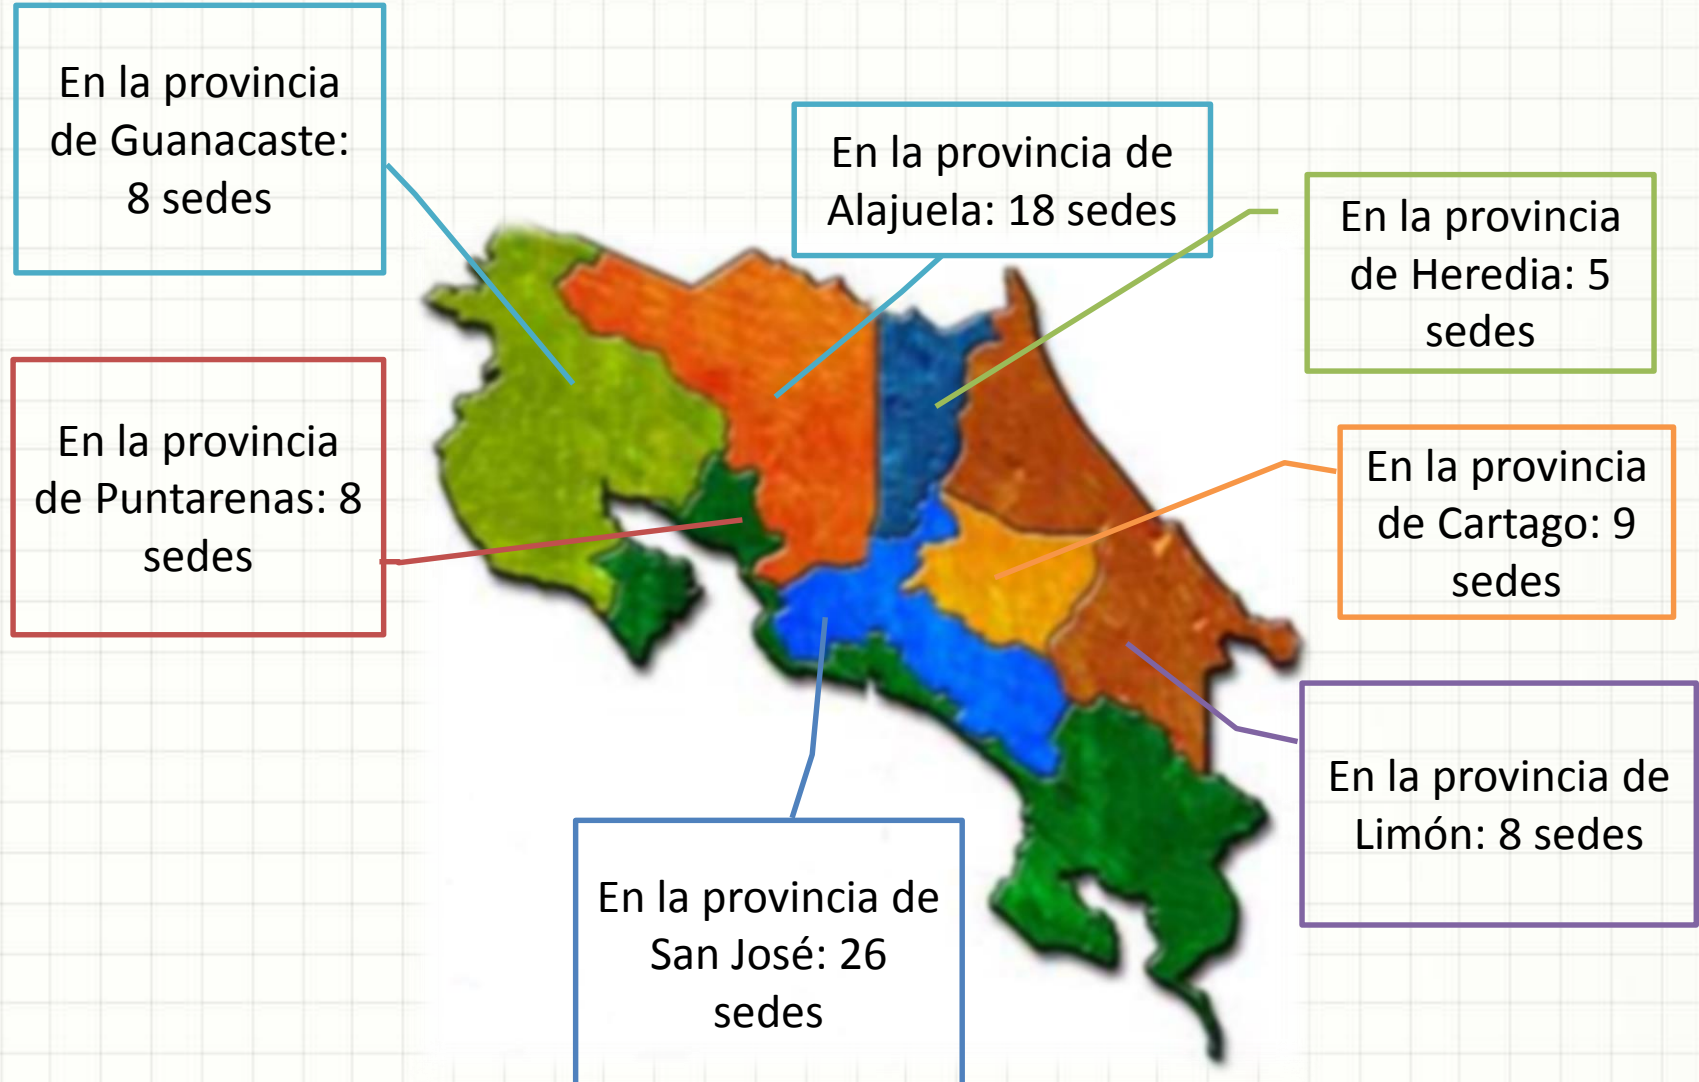 En la provincia
de Guanacaste:
8 sedes
En la provincia de
Alajuela: 18 sedes
En la provincia
de Heredia: 5
sedes
En la provincia
de Puntarenas: 8
sedes
En la provincia
de Cartago: 9
sedes
En la provincia de
Limón: 8 sedes
En la provincia de
San José: 26
sedes